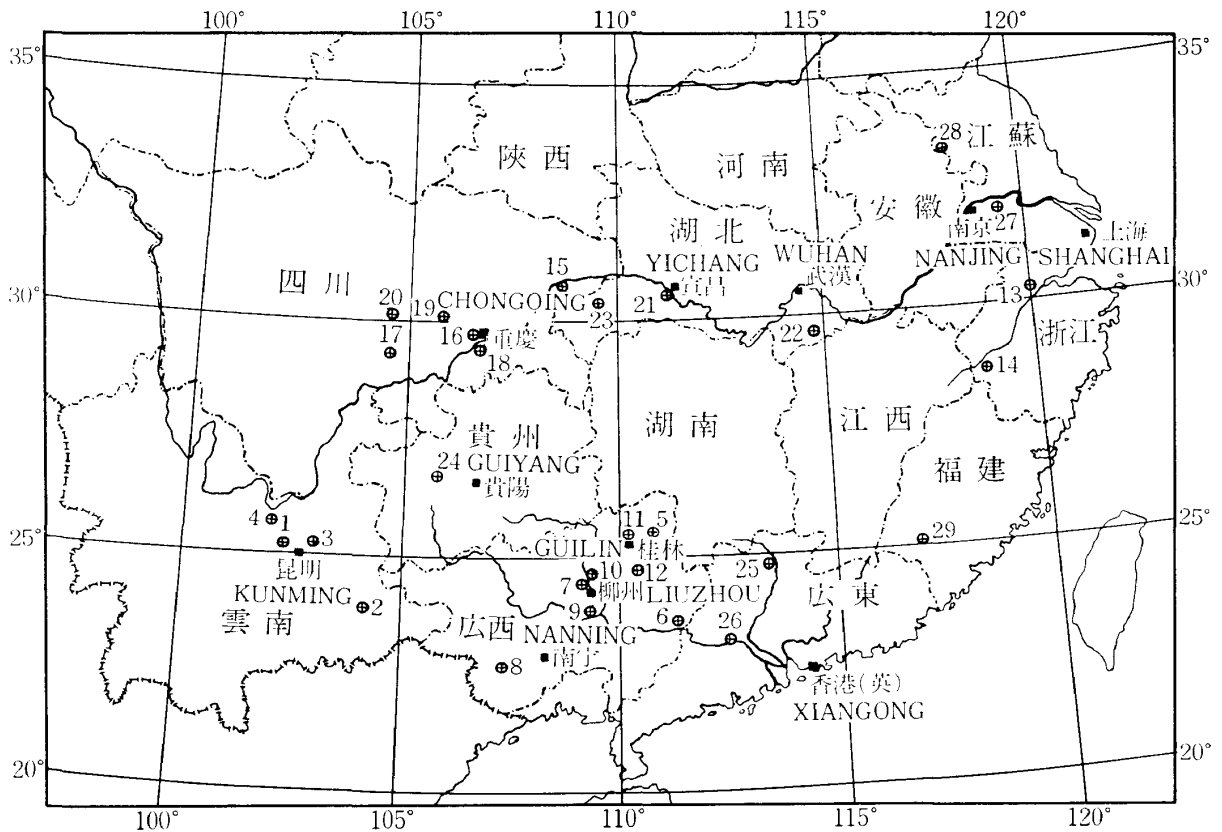 100°
105°
110°
115°
120°
35°
35°
陝西
河南
28
江蘇
安徽
湖北
YICHANG
宜昌
WUHAN
武漢
南京
27
NANJING
上海
SHANGHAI
四川
15
30°
30°
20
19
CHONGOING
21
23
13
17
16
重慶
22
浙江
18
14
貴州
湖南
江西
24
GUIYANG
貴陽
福建
4
1
3
11
5
29
25°
25°
GUILIN
桂林
昆明
10
12
25
KUNMING
7
柳州
LIUZHOU
広東
2
9
6
26
雲南
広西
NANNING
南宁
8
香港(英)
XIANGONG
20°
20°
100°
105°
110°
115°
120°